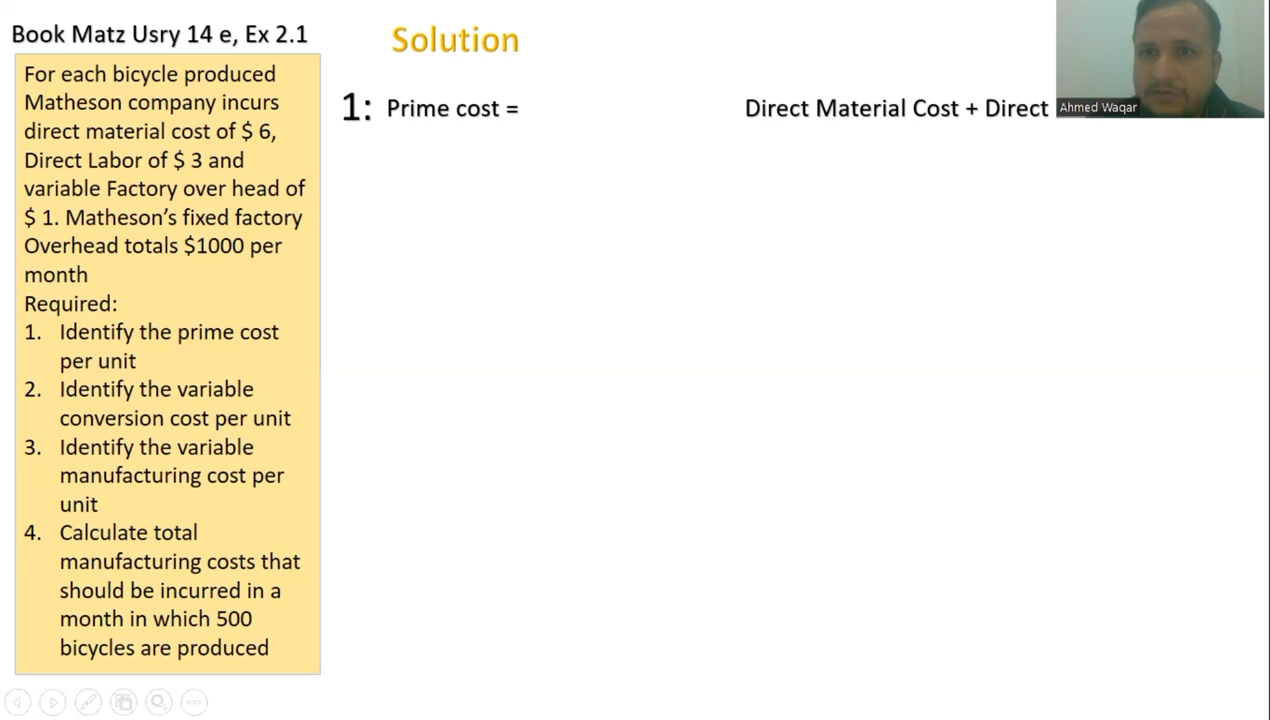 Book Matz Usry 14 e, Ex 2.1
For each bicycle produced
Matheson company incurs
direct material cost of $ 6,
Direct Labor of $ 3 and
variable Factory over head of
$ 1. Matheson’s fixed factory
Overhead totals $1000 per
month
Required:
1. Identify the prime cost
per unit
2. Identify the variable
conversion cost per unit
3. Identify the variable
manufacturing cost per
unit
4. Calculate total
manufacturing costs that
should be incurred in a
month in which 500
bicycles are produced
Solution
1: Prime cost = Direct Material Cost + Direct
Ahmed Waqar